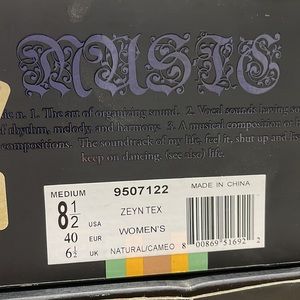 MUSIC
n. 1. The art of organizing sound. 2. Vocal sounds having
of rhythm, melody, and harmony. 3. A musical composition or
compositions. The soundtrack of my life, feel it, shut up and
keep on dancing. (see also) life.
MEDIUM 9507122 MADE IN CHINA
8 1/2 USA ZEYN TEX
40 EUR WOMEN'S
6 1/2 UK NATURAL/CAMEO
8 00869 51692 2